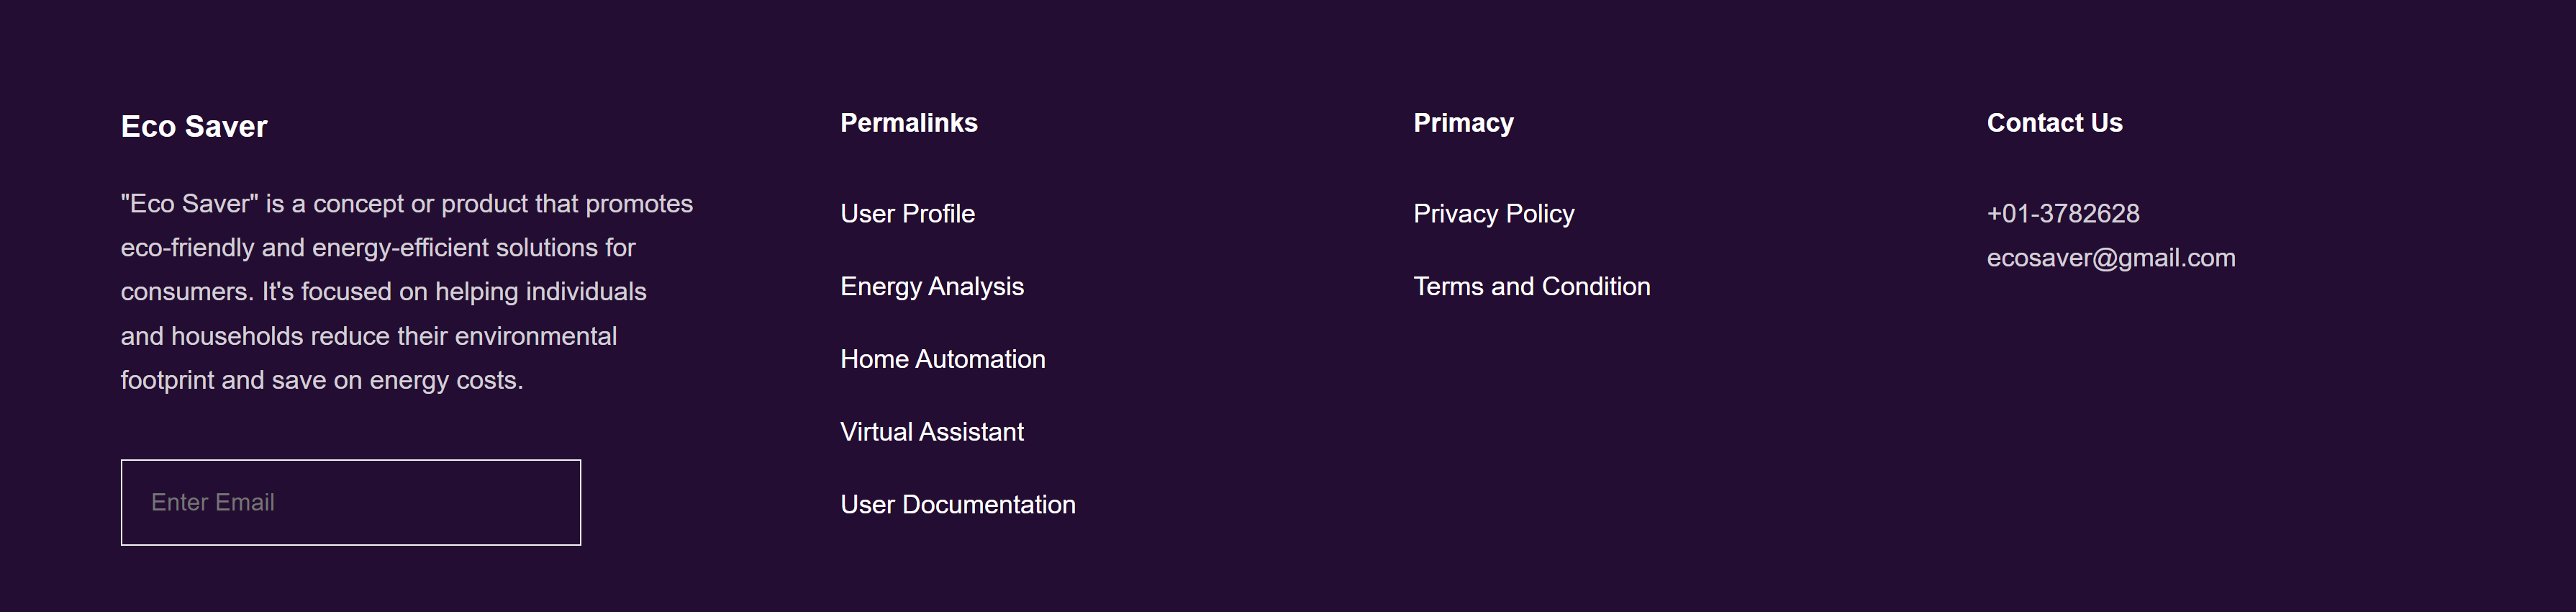 Eco Saver
"Eco Saver" is a concept or product that promotes
eco-friendly and energy-efficient solutions for
consumers. It's focused on helping individuals
and households reduce their environmental
footprint and save on energy costs.
Enter Email
Permalinks
User Profile
Energy Analysis
Home Automation
Virtual Assistant
User Documentation
Primacy
Privacy Policy
Terms and Condition
Contact Us
+01-3782628
ecosaver@gmail.com